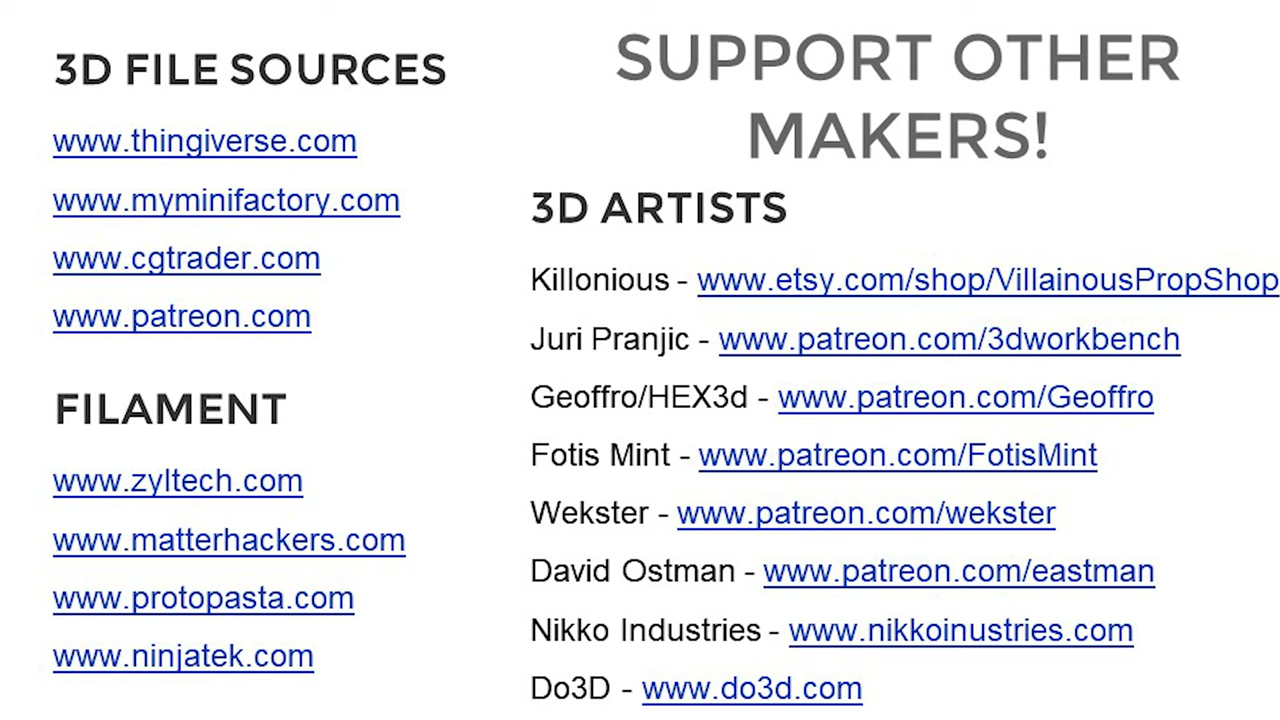 3D FILE SOURCES
www.thingiverse.com
www.myminifactory.com
www.cgtrader.com
www.patreon.com
FILAMENT
www.zyltech.com
www.matterhackers.com
www.protopasta.com
www.ninjatek.com
SUPPORT OTHER
MAKERS!
3D ARTISTS
Killonious - www.etsy.com/shop/VillainousPropShop
Juri Pranjic - www.patreon.com/3dworkbench
Geoffro/HEX3d - www.patreon.com/Geoffro
Fotis Mint - www.patreon.com/FotisMint
Wekster - www.patreon.com/wekster
David Ostman - www.patreon.com/eastman
Nikko Industries - www.nikkoinustries.com
Do3D - www.do3d.com